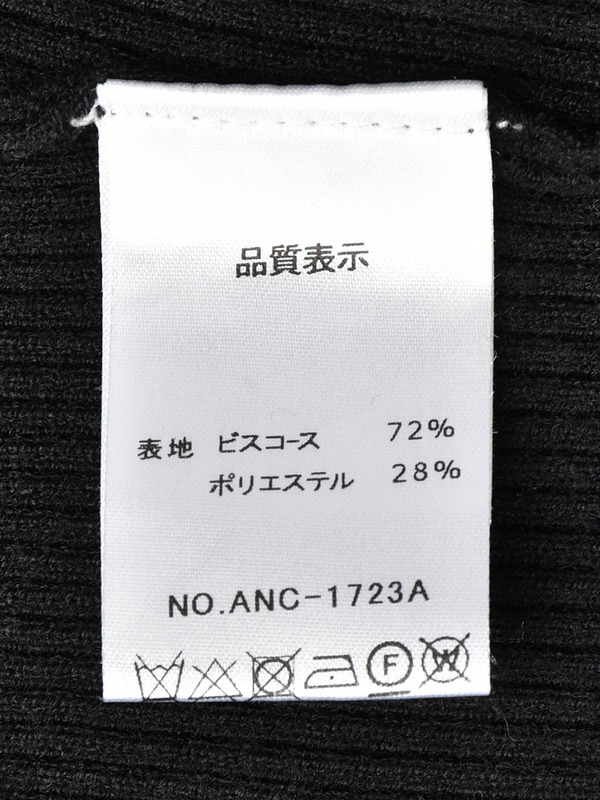 品質表示
表地 ビスコース 72%
ポリエステル 28%
NO.ANC-1723A
F W